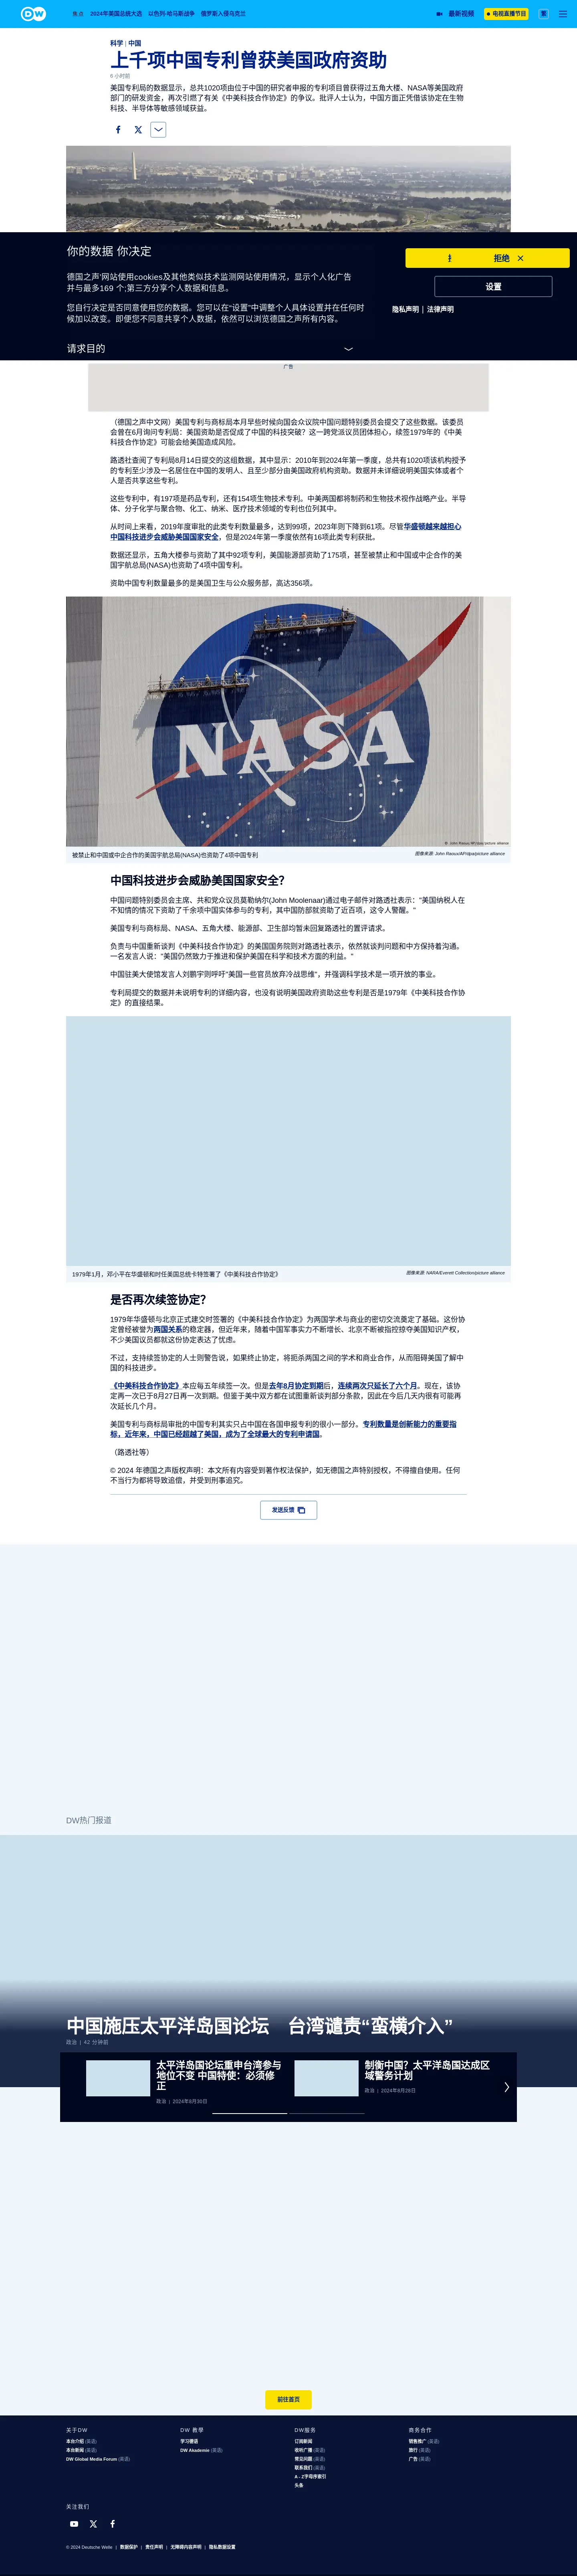 DW
焦点 2024年美国总统大选 以色列-哈马斯战争 俄罗斯入侵乌克兰
最新视频 电视直播节目 繁
科学 | 中国
上千项中国专利曾获美国政府资助
6 小时前
美国专利局的数据显示，总共1020项由位于中国的研究者申报的专利项目曾获得过五角大楼、NASA等美国政府
部门的研发资金，再次引燃了有关《中美科技合作协议》的争议。批评人士认为，中国方面正凭借该协定在生物
科技、半导体等敏感领域获益。
你的数据 你决定
德国之声'网站使用cookies及其他类似技术监测网站使用情况，显示个人化广告
并与最多169 个;第三方分享个人数据和信息。
您自行决定是否同意使用您的数据。您可以在“设置”中调整个人具体设置并在任何时
候加以改变。即使您不同意共享个人数据，依然可以浏览德国之声所有内容。
请求目的
拒绝
设置
隐私声明 | 法律声明
广告
（德国之声中文网）美国专利与商标局本月早些时候向国会众议院中国问题特别委员会提交了这些数据。该委员
会曾在6月询问专利局：美国资助是否促成了中国的科技突破？这一跨党派议员团体担心，续签1979年的《中美
科技合作协定》可能会给美国造成风险。
路透社查阅了专利局8月14日提交的这组数据，其中显示：2010年到2024年第一季度，总共有1020项该机构授予
的专利至少涉及一名居住在中国的发明人、且至少部分由美国政府机构资助。数据并未详细说明美国实体或者个
人是否共享这些专利。
这些专利中，有197项是药品专利，还有154项生物技术专利。中美两国都将制药和生物技术视作战略产业。半导
体、分子化学与聚合物、化工、纳米、医疗技术领域的专利也位列其中。
从时间上来看，2019年度审批的此类专利数量最多，达到99项，2023年则下降到61项。尽管华盛顿越来越担心
中国科技进步会威胁美国国家安全，但是2024年第一季度依然有16项此类专利获批。
数据还显示，五角大楼参与资助了其中92项专利，美国能源部资助了175项，甚至被禁止和中国或中企合作的美
国宇航总局(NASA)也资助了4项中国专利。
资助中国专利数量最多的是美国卫生与公众服务部，高达356项。
NASA
© John Raoux/AP/dpa/picture alliance
被禁止和中国或中企合作的美国宇航总局(NASA)也资助了4项中国专利
图像来源: John Raoux/AP/dpa/picture alliance
中国科技进步会威胁美国国家安全？
中国问题特别委员会主席、共和党众议员莫勒纳尔(John Moolenaar)通过电子邮件对路透社表示："美国纳税人在
不知情的情况下资助了千余项中国实体参与的专利，其中国防部就资助了近百项，这令人警醒。"
美国专利与商标局、NASA、五角大楼、能源部、卫生部均暂未回复路透社的置评请求。
负责与中国重新谈判《中美科技合作协定》的美国国务院则对路透社表示，依然就谈判问题和中方保持着沟通。
一名发言人说："美国仍然致力于推进和保护美国在科学和技术方面的利益。"
中国驻美大使馆发言人刘鹏宇则呼吁"美国一些官员放弃冷战思维"，并强调科学技术是一项开放的事业。
专利局提交的数据并未说明专利的详细内容，也没有说明美国政府资助这些专利是否是1979年《中美科技合作协
定》的直接结果。
1979年1月，邓小平在华盛顿和时任美国总统卡特签署了《中美科技合作协定》
图像来源: NARA/Everett Collection/picture alliance
是否再次续签协定？
1979年华盛顿与北京正式建交时签署的《中美科技合作协定》为两国学术与商业的密切交流奠定了基础。这份协
定曾经被誉为两国关系的稳定器，但近年来，随着中国军事实力不断增长、北京不断被指控掠夺美国知识产权，
不少美国议员都就这份协定表达了忧虑。
不过，支持续签协定的人士则警告说，如果终止协定，将扼杀两国之间的学术和商业合作，从而阻碍美国了解中
国的科技进步。
《中美科技合作协定》本应每五年续签一次。但是去年8月协定到期后，连续两次只延长了六个月。现在，该协
定再一次已于8月27日再一次到期。但鉴于美中双方都在试图重新谈判部分条款，因此在今后几天内很有可能再
次延长几个月。
美国专利与商标局审批的中国专利其实只占中国在各国申报专利的很小一部分。专利数量是创新能力的重要指
标，近年来，中国已经超越了美国，成为了全球最大的专利申请国。
（路透社等）
© 2024 年德国之声版权声明：本文所有内容受到著作权法保护，如无德国之声特别授权，不得擅自使用。任何
不当行为都将导致追偿，并受到刑事追究。
发送反馈
DW热门报道
中国施压太平洋岛国论坛 台湾谴责“蛮横介入”
政治 | 42 分钟前
太平洋岛国论坛重申台湾参与
地位不变 中国特使：必须修
正
政治 | 2024年8月30日
制衡中国？太平洋岛国达成区
域警务计划
政治 | 2024年8月28日
前往首页
关于DW
本台介绍 (英语)
本台新闻 (英语)
DW Global Media Forum (英语)
DW 教學
学习德语
DW Akademie (英语)
DW服务
订阅新闻
收听广播 (英语)
常见问题 (英语)
联系我们 (英语)
A - Z字母序索引
头条
商务合作
销售推广 (英语)
旅行 (英语)
广告 (英语)
关注我们
© 2024 Deutsche Welle | 数据保护 | 责任声明 | 无障碍内容声明 | 隐私数据设置